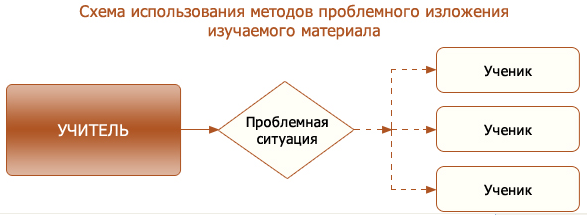 Схема использования методов проблемного изложения
изучаемого материала
УЧИТЕЛЬ
Проблемная
ситуация
Ученик
Ученик
Ученик